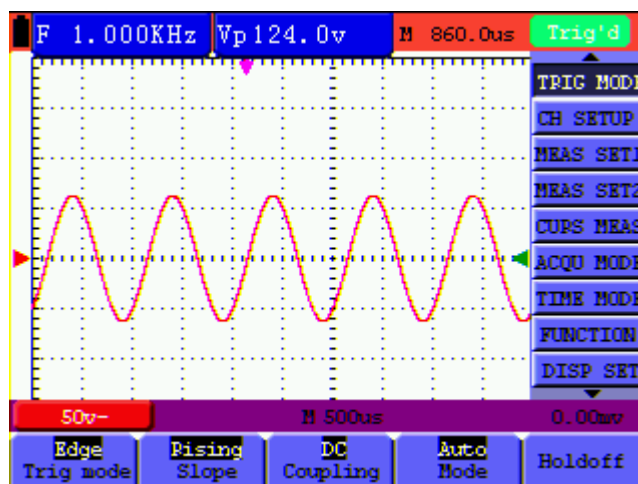 F 1.000KHz Vp124.0v M 860.0us Trig'd
TRIG MODE
CH SETUP
MEAS SET1
MEAS SET2
CURS MEAS
ACQU MODE
TIME MODE
FUNCTION
DISP SET
50v- M 500us 0.00mv
Edge Rising DC Auto
Trig mode Slope Coupling Mode Holdoff